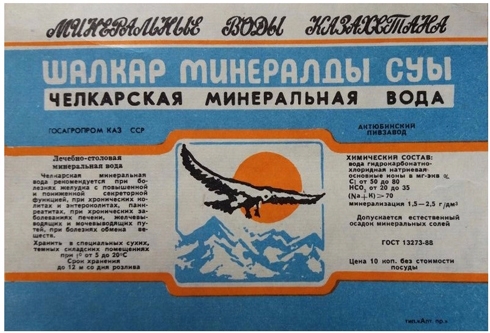 МИНЕРАЛЬНЫЕ ВОДЫ КАЗАХСТАНА
ШАЛКАР МИНЕРАЛДЫ СУЫ
ЧЕЛКАРСКАЯ МИНЕРАЛЬНАЯ ВОДА
ГОСАГРОПРОМ КАЗ ССР
АКТЮБИНСКИЙ
ПИВЗАВОД
Лечебно-столовая
минеральная вода
Челкарская минеральная
вода рекомендуется при бо-
лезнях желудка с повышенной
и пониженной секреторной
функцией, при хронических ко-
литах и энтероколитах, панк-
реатитах, при хронических за-
болеваниях печени, желчевы-
водящих и мочевыводящих пу-
тей, при болезнях обмена ве-
ществ.
Хранить в специальных сухих,
темных складских помещениях
при t° от 5 до 20°С
Срок хранения
до 12 м со дня розлива
ХИМИЧЕСКИЙ СОСТАВ:
вода гидрокарбонатно-
хлоридная натриевая-
основные ионы в мг-экв %
Cl от 50 до 80
HCO₃ от 20 до 35
(Na+K) > 70
минерализация 1,5—2,5 г/дм³
Допускается естественный
осадок минеральных солей
ГОСТ 13273-88
Цена 10 коп. без стоимости
посуды